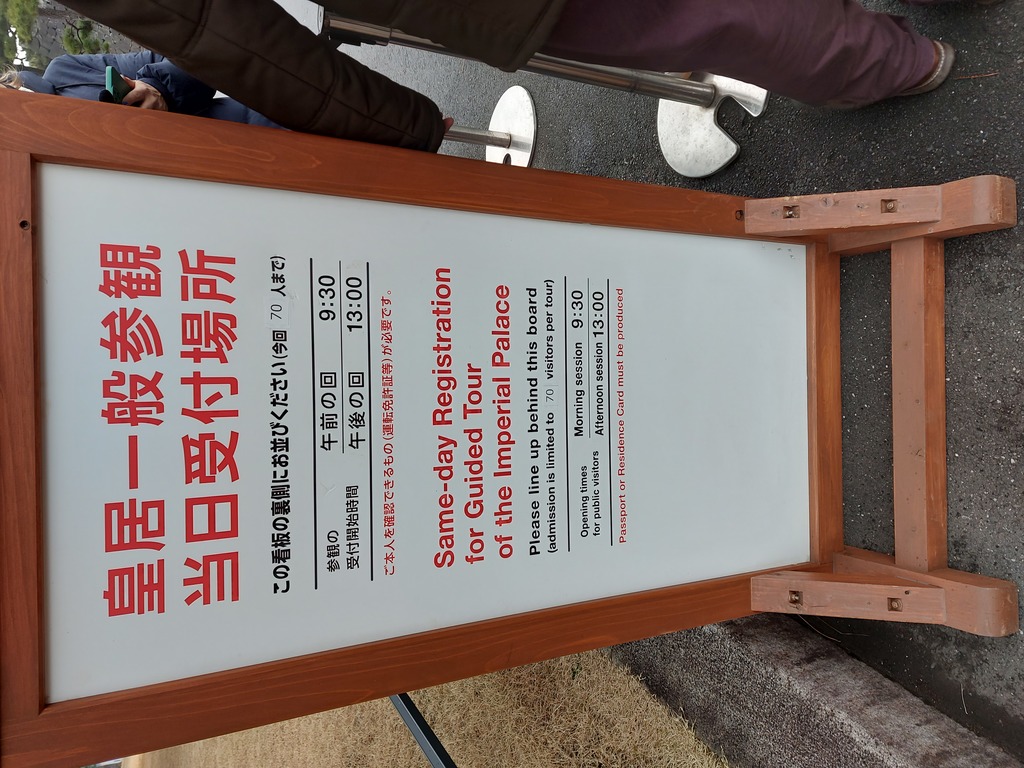 皇居一般参観
当日受付場所
この看板の裏側にお並びください(今回 70 人まで)
参観の
受付開始時間
午前の回 9:30
午後の回 13:00
ご本人を確認できるもの(運転免許証等)が必要です。
Same-day Registration
for Guided Tour
of the Imperial Palace
Please line up behind this board
(admission is limited to 70 visitors per tour)
Opening times
for public visitors
Morning session 9:30
Afternoon session 13:00
Passport or Residence Card must be produced